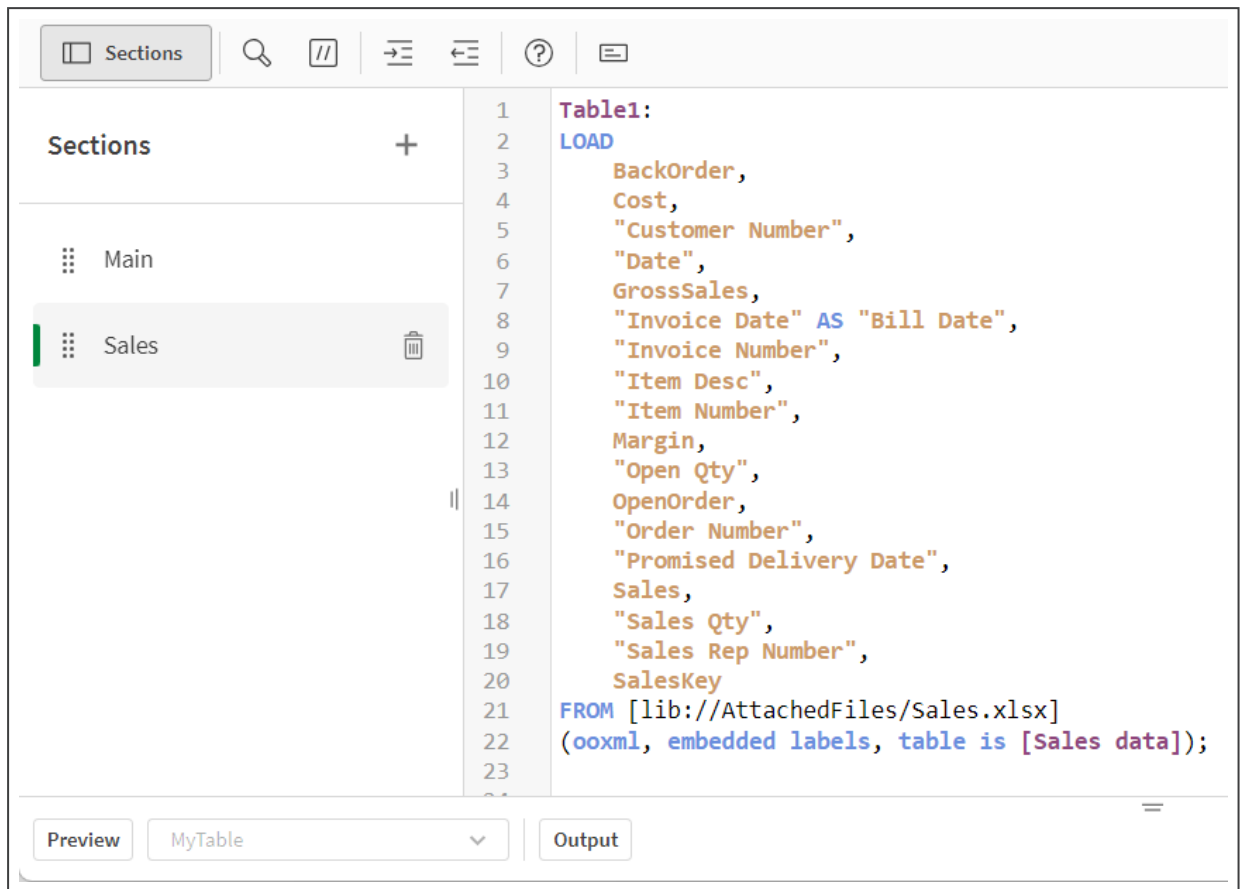 Sections
Sections
+
Main
Sales
1 Table1:
2 LOAD
3 BackOrder,
4 Cost,
5 "Customer Number",
6 "Date",
7 GrossSales,
8 "Invoice Date" AS "Bill Date",
9 "Invoice Number",
10 "Item Desc",
11 "Item Number",
12 Margin,
13 "Open Qty",
14 OpenOrder,
15 "Order Number",
16 "Promised Delivery Date",
17 Sales,
18 "Sales Qty",
19 "Sales Rep Number",
20 SalesKey
21 FROM [lib://AttachedFiles/Sales.xlsx]
22 (ooxml, embedded labels, table is [Sales data]);
23
Preview MyTable Output